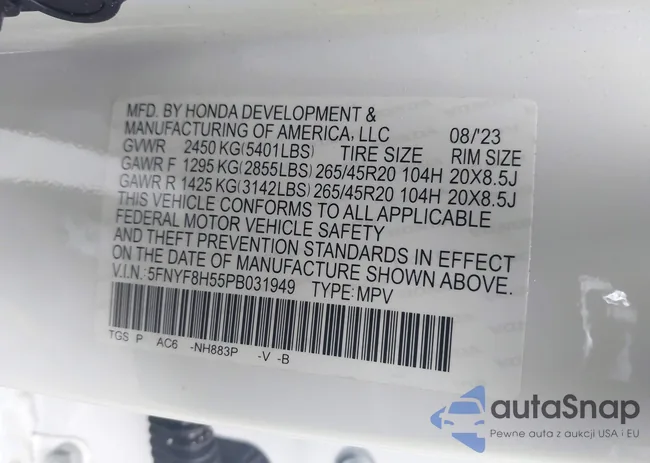 MFD. BY HONDA DEVELOPMENT &
MANUFACTURING OF AMERICA, LLC 08/'23
GVWR 2450 KG(5401LBS) TIRE SIZE RIM SIZE
GAWR F 1295 KG(2855LBS) 265/45R20 104H 20X8.5J
GAWR R 1425 KG(3142LBS) 265/45R20 104H 20X8.5J
THIS VEHICLE CONFORMS TO ALL APPLICABLE
FEDERAL MOTOR VEHICLE SAFETY
AND THEFT PREVENTION STANDARDS IN EFFECT
ON THE DATE OF MANUFACTURE SHOWN ABOVE.
V.I.N.: 5FNYF8H55PB031949 TYPE: MPV
TGS P AC6 -NH883P -V -B
autaSnap
Pewne auta z aukcji USA i EU